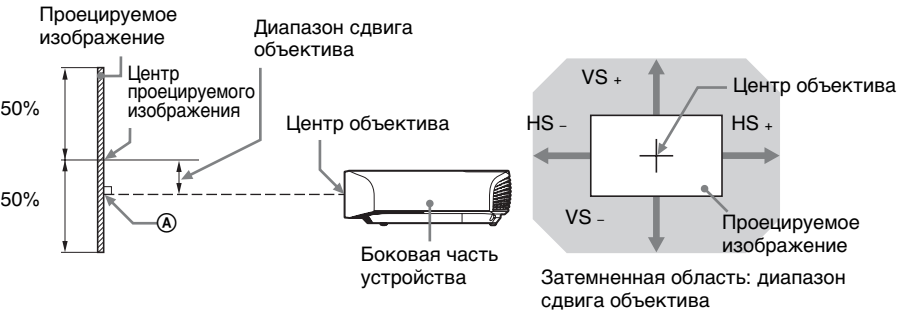 Проецируемое
изображение
Диапазон сдвига
объектива
Центр
проецируемого
изображения
50%
50%
Центр объектива
A
Боковая часть
устройства
VS +
Центр объектива
HS –
HS +
VS –
Проецируемое
изображение
Затемненная область: диапазон
сдвига объектива